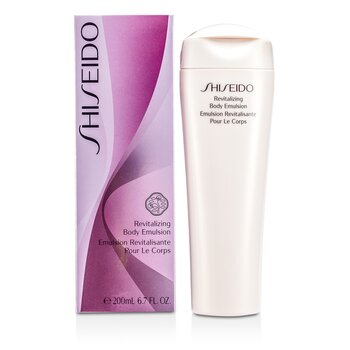 SHISEIDO
Revitalizing
Body Emulsion
Emulsion Revitalisante
Pour Le Corps
℮ 200mL 6.7 FL. OZ.
SHISEIDO
Revitalizing
Body Emulsion
Emulsion Revitalisante
Pour Le Corps